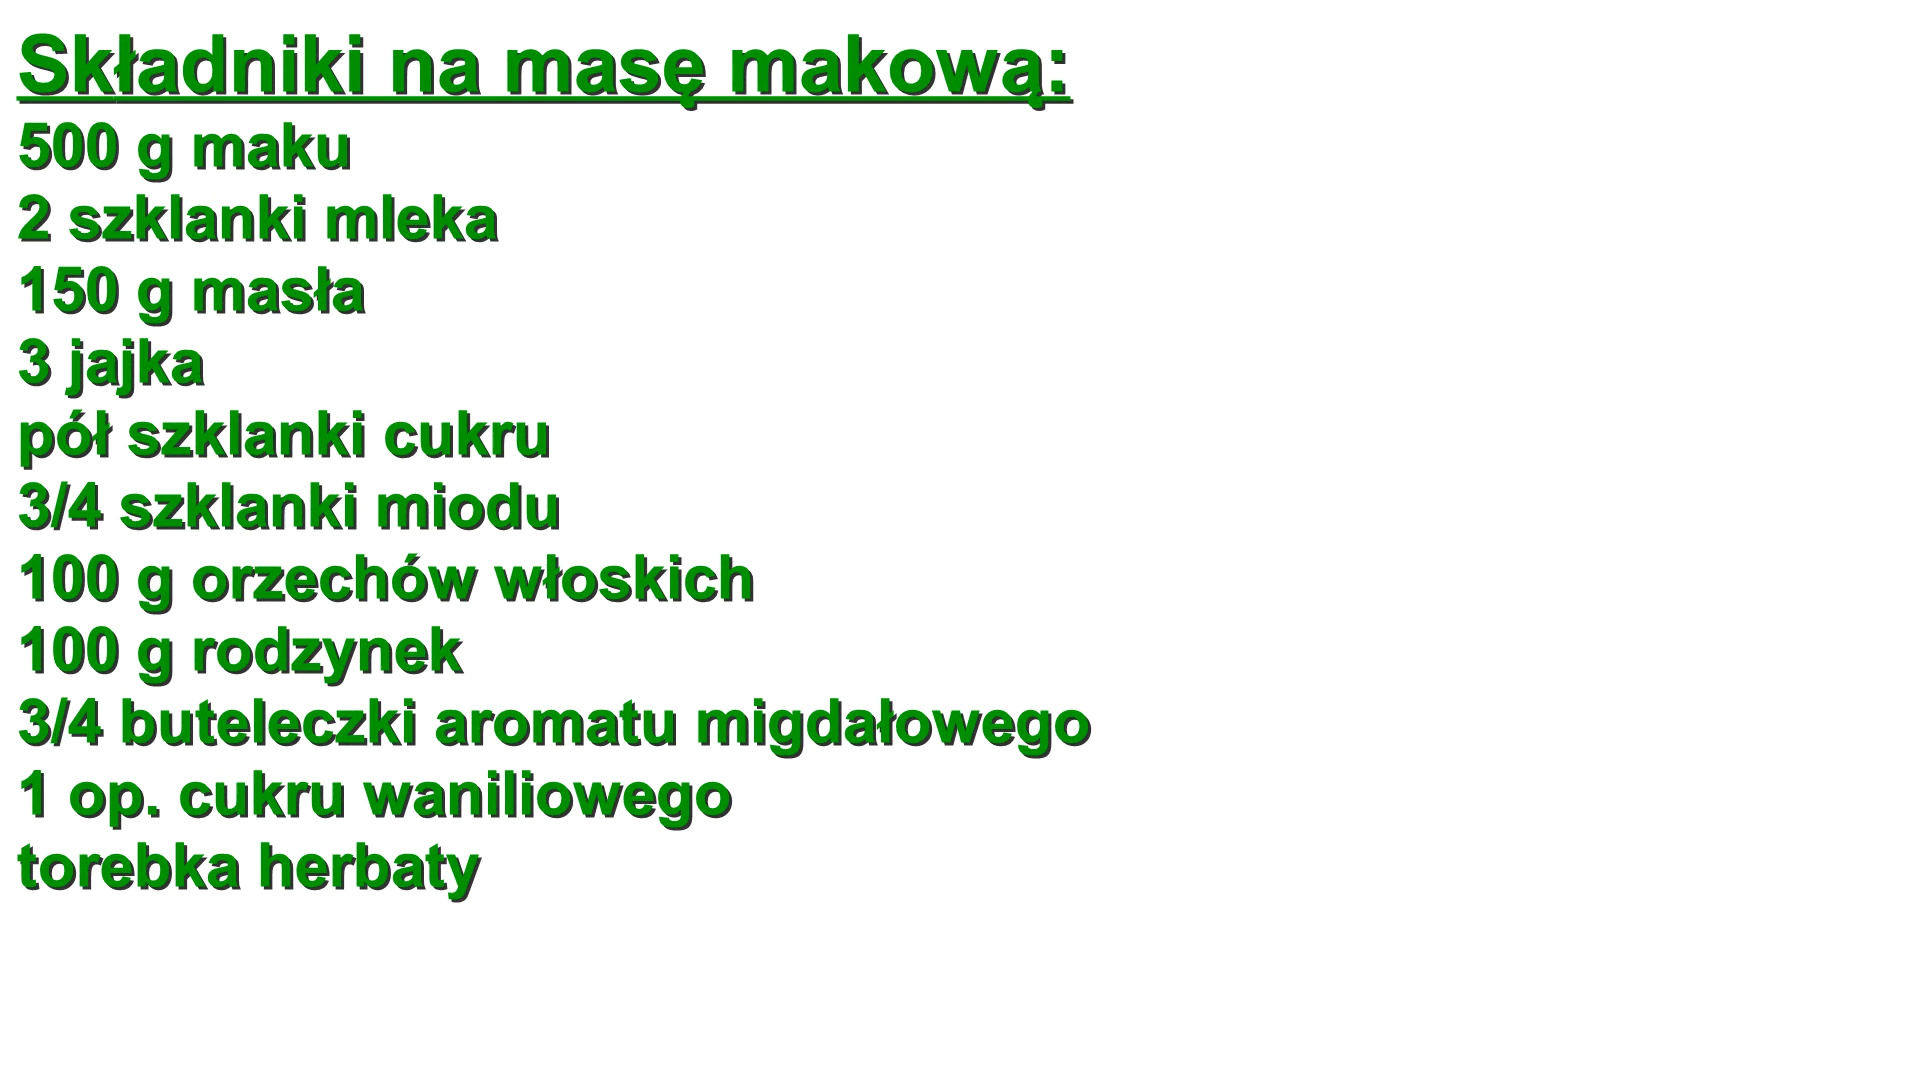 Składniki na masę makową:
500 g maku
2 szklanki mleka
150 g masła
3 jajka
pół szklanki cukru
3/4 szklanki miodu
100 g orzechów włoskich
100 g rodzynek
3/4 buteleczki aromatu migdałowego
1 op. cukru waniliowego
torebka herbaty